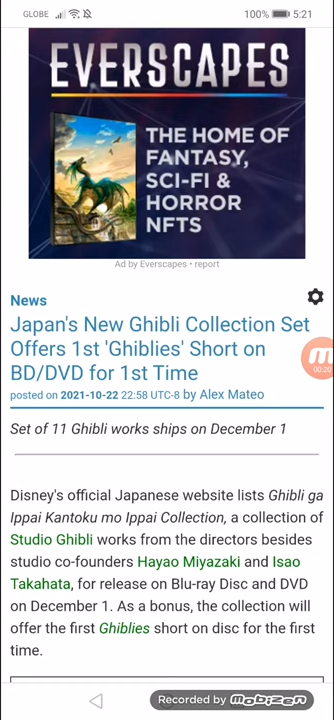 GLOBE 100% 5:21
EVERSCAPES
THE HOME OF
FANTASY,
SCI-FI &
HORROR
NFTS
Ad by Everscapes • report
News
Japan's New Ghibli Collection Set
Offers 1st 'Ghiblies' Short on
BD/DVD for 1st Time
00:20
posted on 2021-10-22 22:58 UTC-8 by Alex Mateo
Set of 11 Ghibli works ships on December 1
Disney's official Japanese website lists Ghibli ga
Ippai Kantoku mo Ippai Collection, a collection of
Studio Ghibli works from the directors besides
studio co-founders Hayao Miyazaki and Isao
Takahata, for release on Blu-ray Disc and DVD
on December 1. As a bonus, the collection will
offer the first Ghiblies short on disc for the first
time.
Recorded by Mobizen